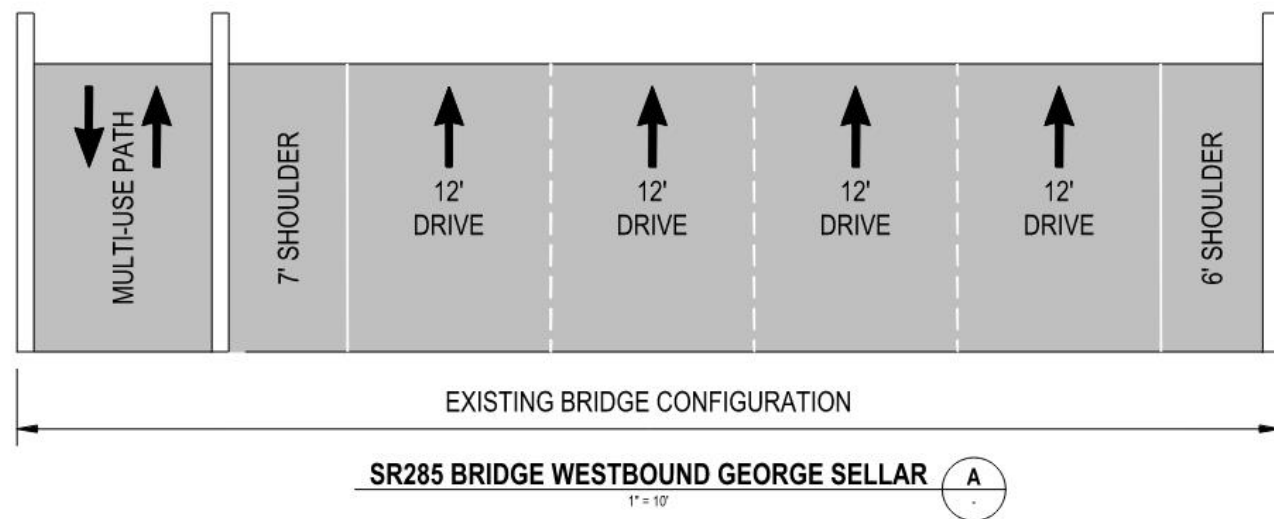 MULTI-USE PATH
7' SHOULDER
12'
DRIVE
12'
DRIVE
12'
DRIVE
12'
DRIVE
6' SHOULDER
EXISTING BRIDGE CONFIGURATION
SR285 BRIDGE WESTBOUND GEORGE SELLAR
A
-
1" = 10'